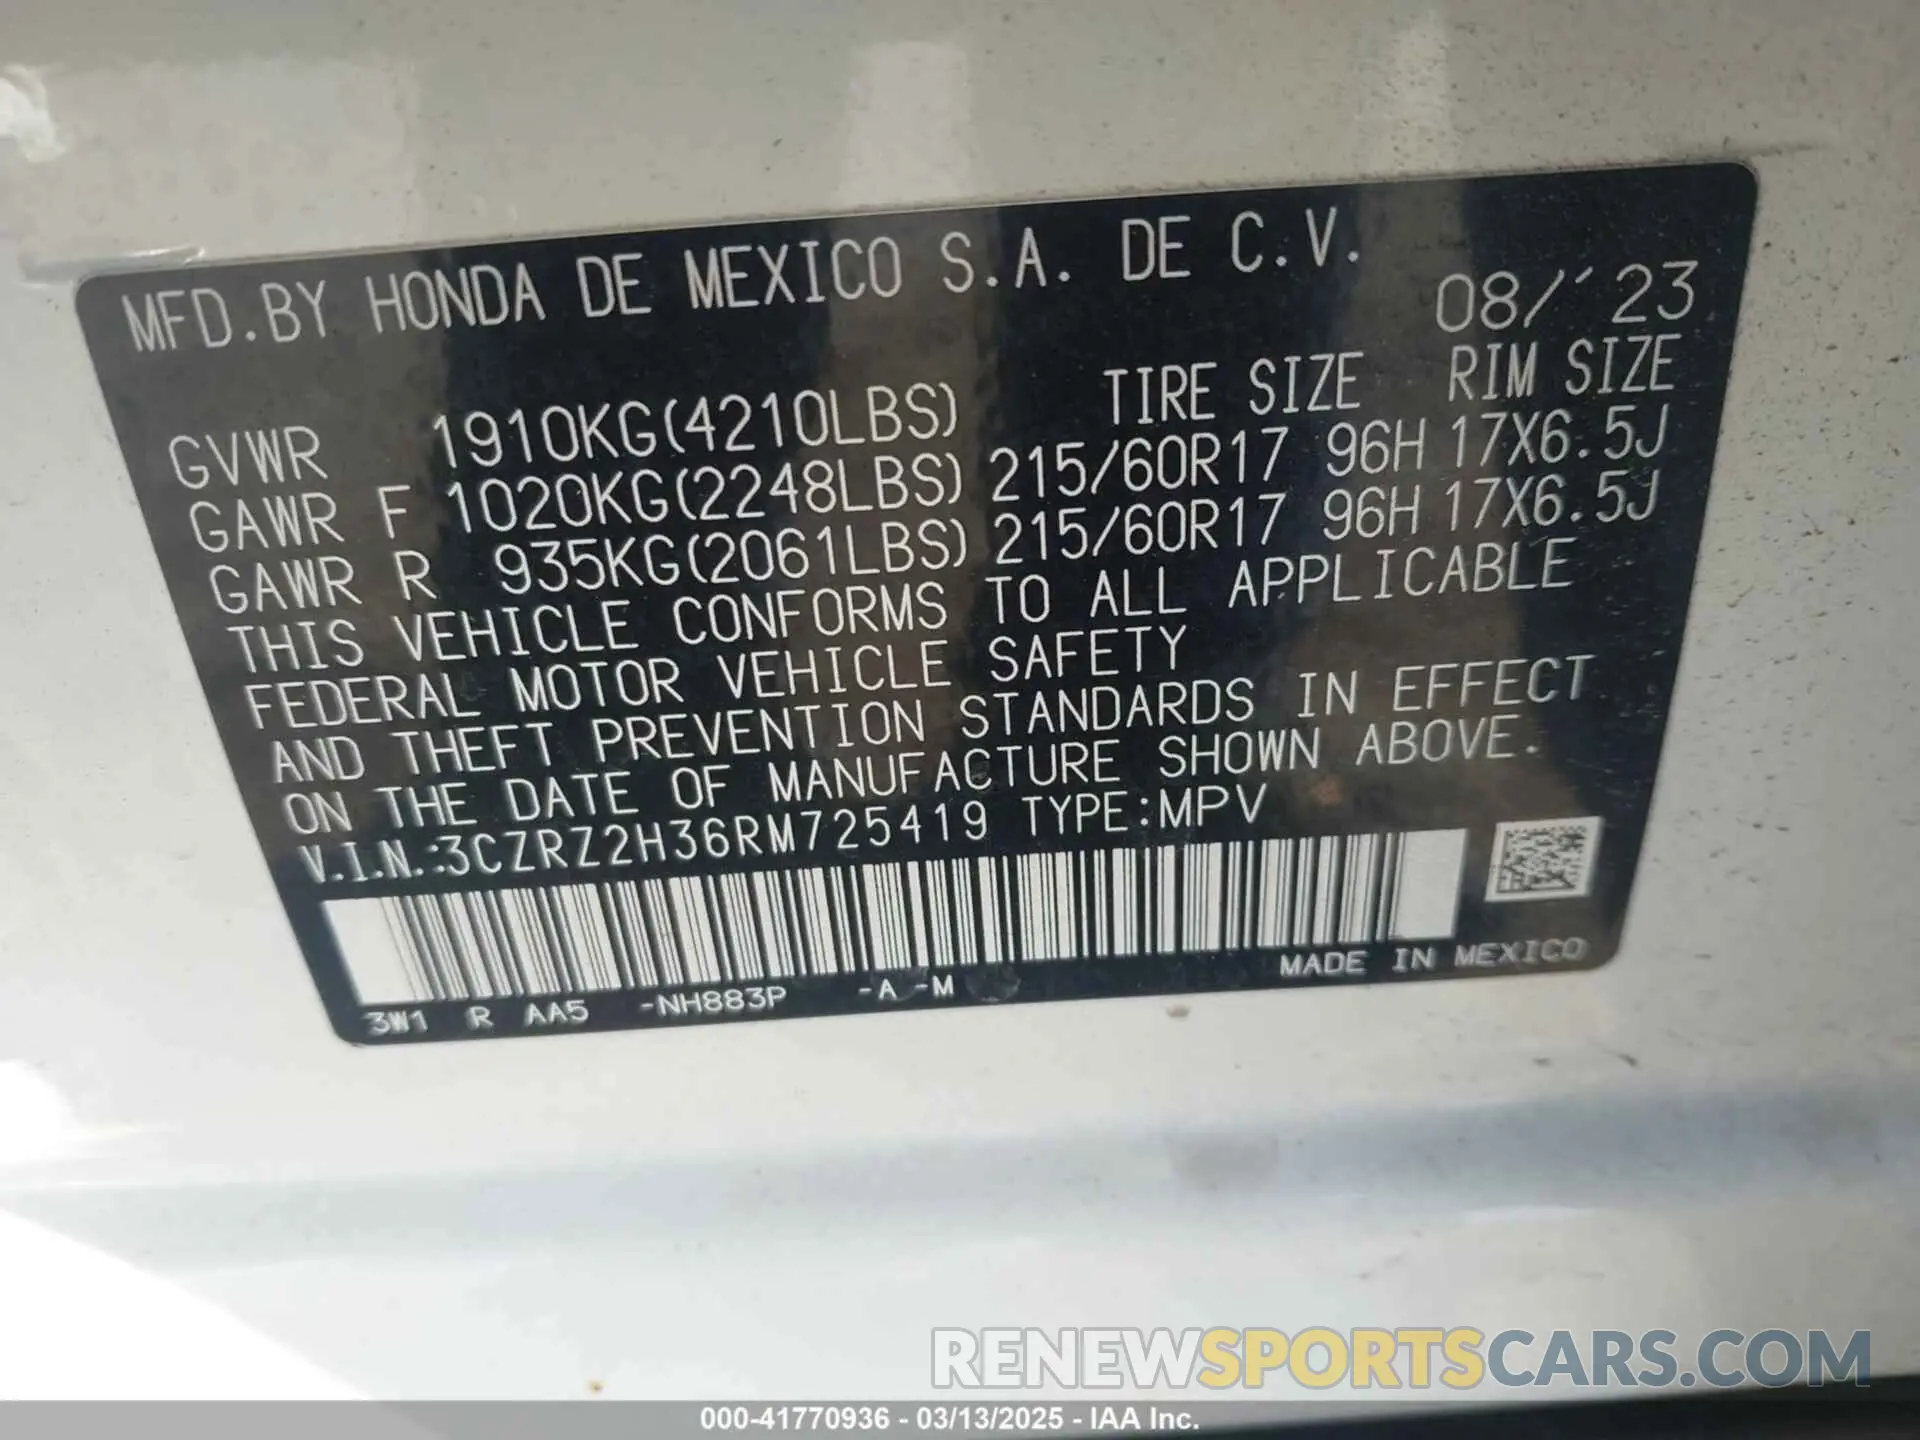 MFD.BY HONDA DE MEXICO S.A. DE C.V.
08/'23
TIRE SIZE RIM SIZE
GVWR 1910KG(4210LBS)
GAWR F 1020KG(2248LBS) 215/60R17 96H 17X6.5J
GAWR R 935KG(2061LBS) 215/60R17 96H 17X6.5J
THIS VEHICLE CONFORMS TO ALL APPLICABLE
FEDERAL MOTOR VEHICLE SAFETY
AND THEFT PREVENTION STANDARDS IN EFFECT
ON THE DATE OF MANUFACTURE SHOWN ABOVE.
V.I.N.:3CZRZ2H36RM725419 TYPE:MPV
MADE IN MEXICO
3W1 R AA5 -NH883P -A -M
RENEWSPORTSCARS.COM
000-41770936 - 03/13/2025 - IAA Inc.